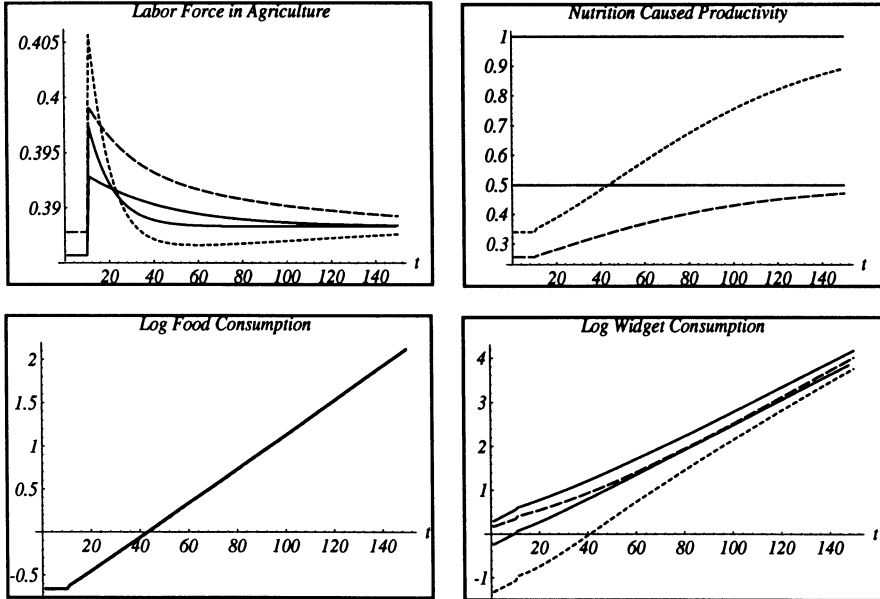 Labor Force in Agriculture
0.405
0.4
0.395
0.39
20 40 60 80 100 120 140 t
Nutrition Caused Productivity
1
0.9
0.8
0.7
0.6
0.5
0.4
0.3
20 40 60 80 100 120 140 t
Log Food Consumption
2
1.5
1
0.5
-0.5
20 40 60 80 100 120 140 t
Log Widget Consumption
4
3
2
1
-1
20 40 60 80 100 120 140 t